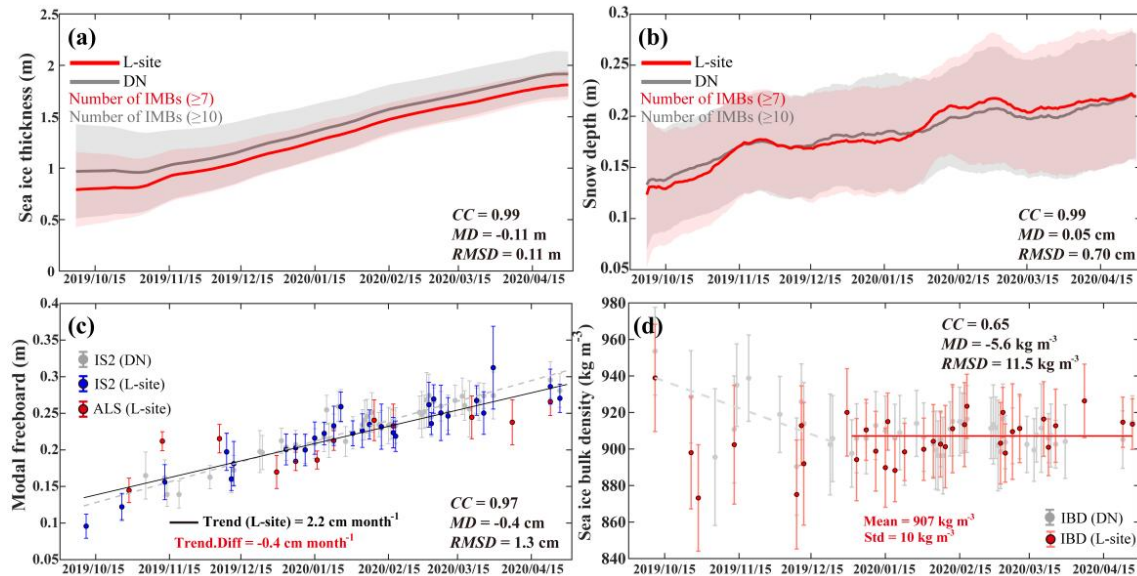 (a)
L-site
DN
Number of IMBs (≥7)
Number of IMBs (≥10)
CC = 0.99
MD = -0.11 m
RMSD = 0.11 m
Sea ice thickness (m)
2.5
2
1.5
1
0.5
0
2019/10/15 2019/11/15 2019/12/15 2020/01/15 2020/02/15 2020/03/15 2020/04/15
(b)
L-site
DN
Number of IMBs (≥7)
Number of IMBs (≥10)
CC = 0.99
MD = 0.05 cm
RMSD = 0.70 cm
Snow depth (m)
0.3
0.25
0.2
0.15
0.1
0.05
2019/10/15 2019/11/15 2019/12/15 2020/01/15 2020/02/15 2020/03/15 2020/04/15
(c)
IS2 (DN)
IS2 (L-site)
ALS (L-site)
Trend (L-site) = 2.2 cm month⁻¹
Trend.Diff = -0.4 cm month⁻¹
CC = 0.97
MD = -0.4 cm
RMSD = 1.3 cm
Modal freeboard (m)
0.4
0.35
0.3
0.25
0.2
0.15
0.1
0.05
2019/10/15 2019/11/15 2019/12/15 2020/01/15 2020/02/15 2020/03/15 2020/04/15
(d)
CC = 0.65
MD = -5.6 kg m⁻³
RMSD = 11.5 kg m⁻³
Mean = 907 kg m⁻³
Std = 10 kg m⁻³
IBD (DN)
IBD (L-site)
Sea ice bulk density (kg m⁻³)
980
960
940
920
900
880
860
840
2019/10/15 2019/11/15 2019/12/15 2020/01/15 2020/02/15 2020/03/15 2020/04/15